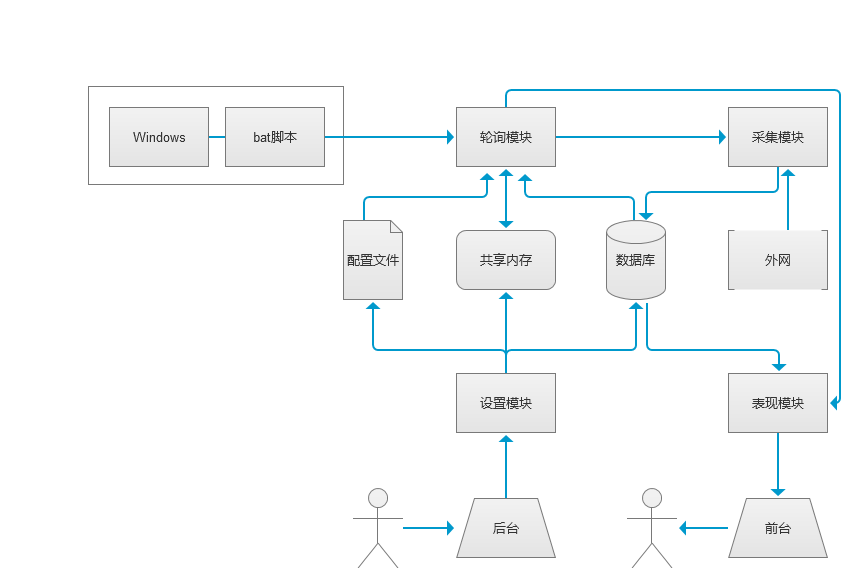 Windows
bat脚本
轮询模块
采集模块
配置文件
共享内存
数据库
外网
设置模块
表现模块
后台
前台